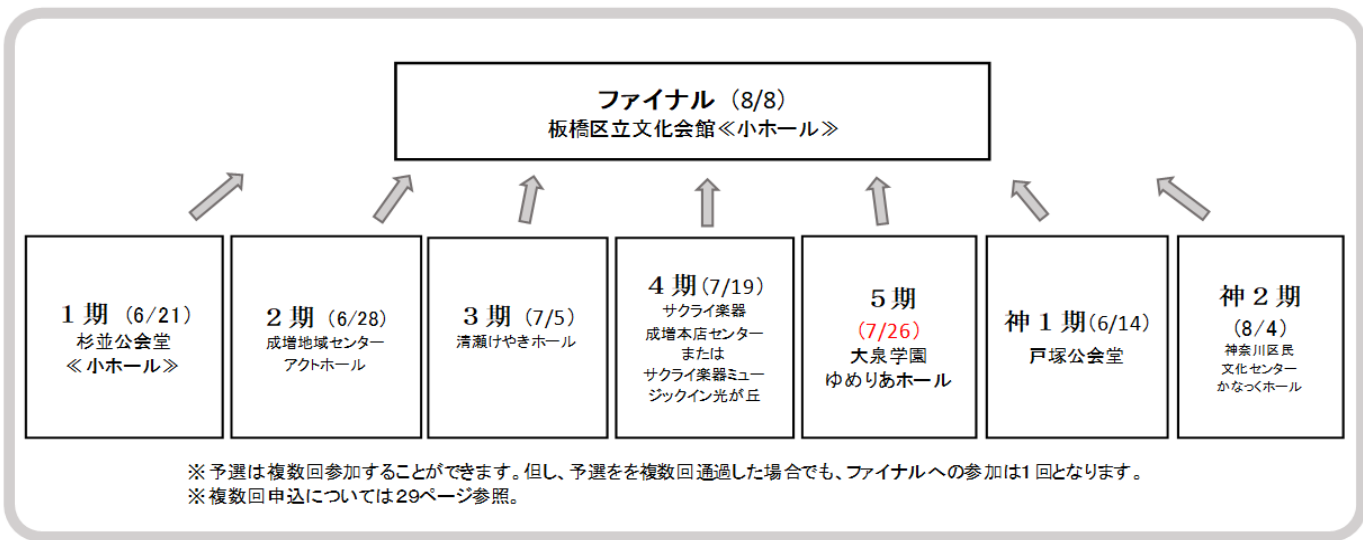 ファイナル (8/8)
板橋区立文化会館≪小ホール≫
1期 (6/21)
杉並公会堂
≪小ホール≫
2期 (6/28)
成増地域センター
アクトホール
3期 (7/5)
清瀬けやきホール
4期(7/19)
サクライ楽器
成増本店センター
または
サクライ楽器ミュー
ジックイン光が丘
5期
(7/26)
大泉学園
ゆめりあホール
神1期(6/14)
戸塚公会堂
神2期
(8/4)
神奈川区民
文化センター
かなっくホール
※予選は複数回参加することができます。但し、予選をを複数回通過した場合でも、ファイナルへの参加は1回となります。
※複数回申込については29ページ参照。